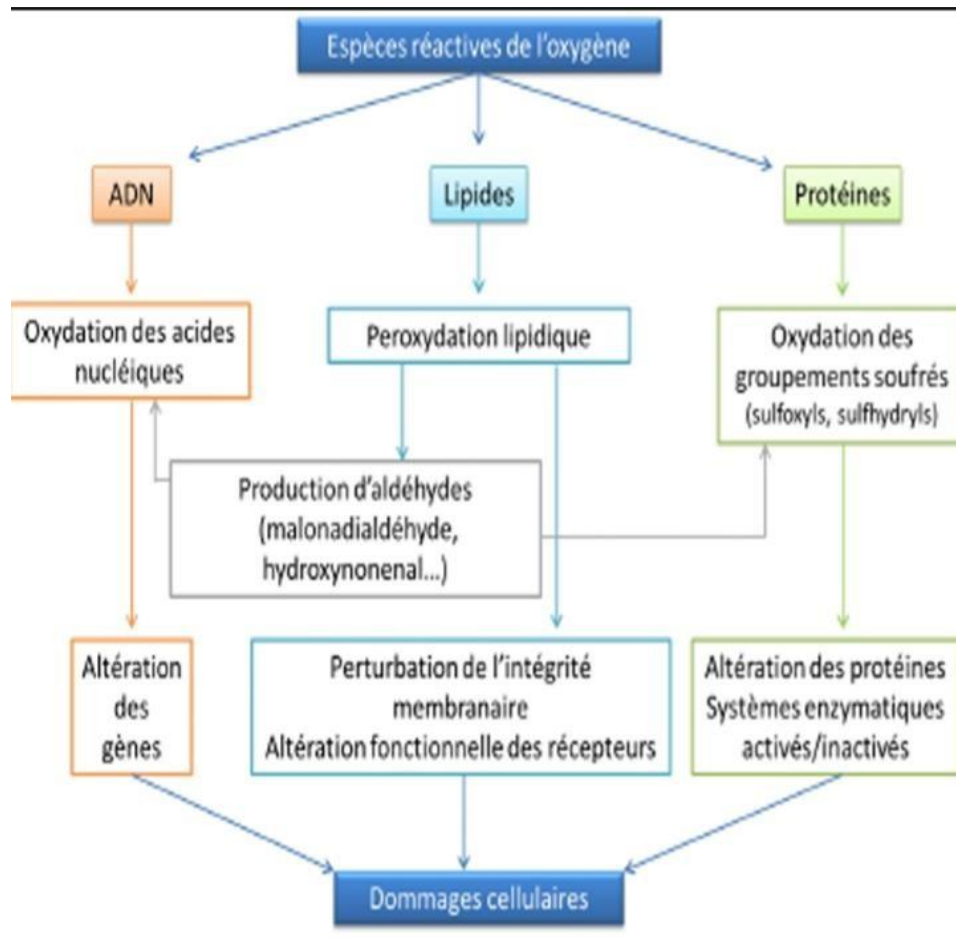 Espèces réactives de l'oxygène
ADN
Lipides
Protéines
Oxydation des acides
nucléiques
Peroxydation lipidique
Oxydation des
groupements soufrés
(sulfoxyls, sulfhydryls)
Production d'aldéhydes
(malonadialdéhyde,
hydroxynonenal...)
Altération
des
gènes
Perturbation de l'intégrité
membranaire
Altération fonctionnelle des récepteurs
Altération des protéines
Systèmes enzymatiques
activés/inactivés
Dommages cellulaires